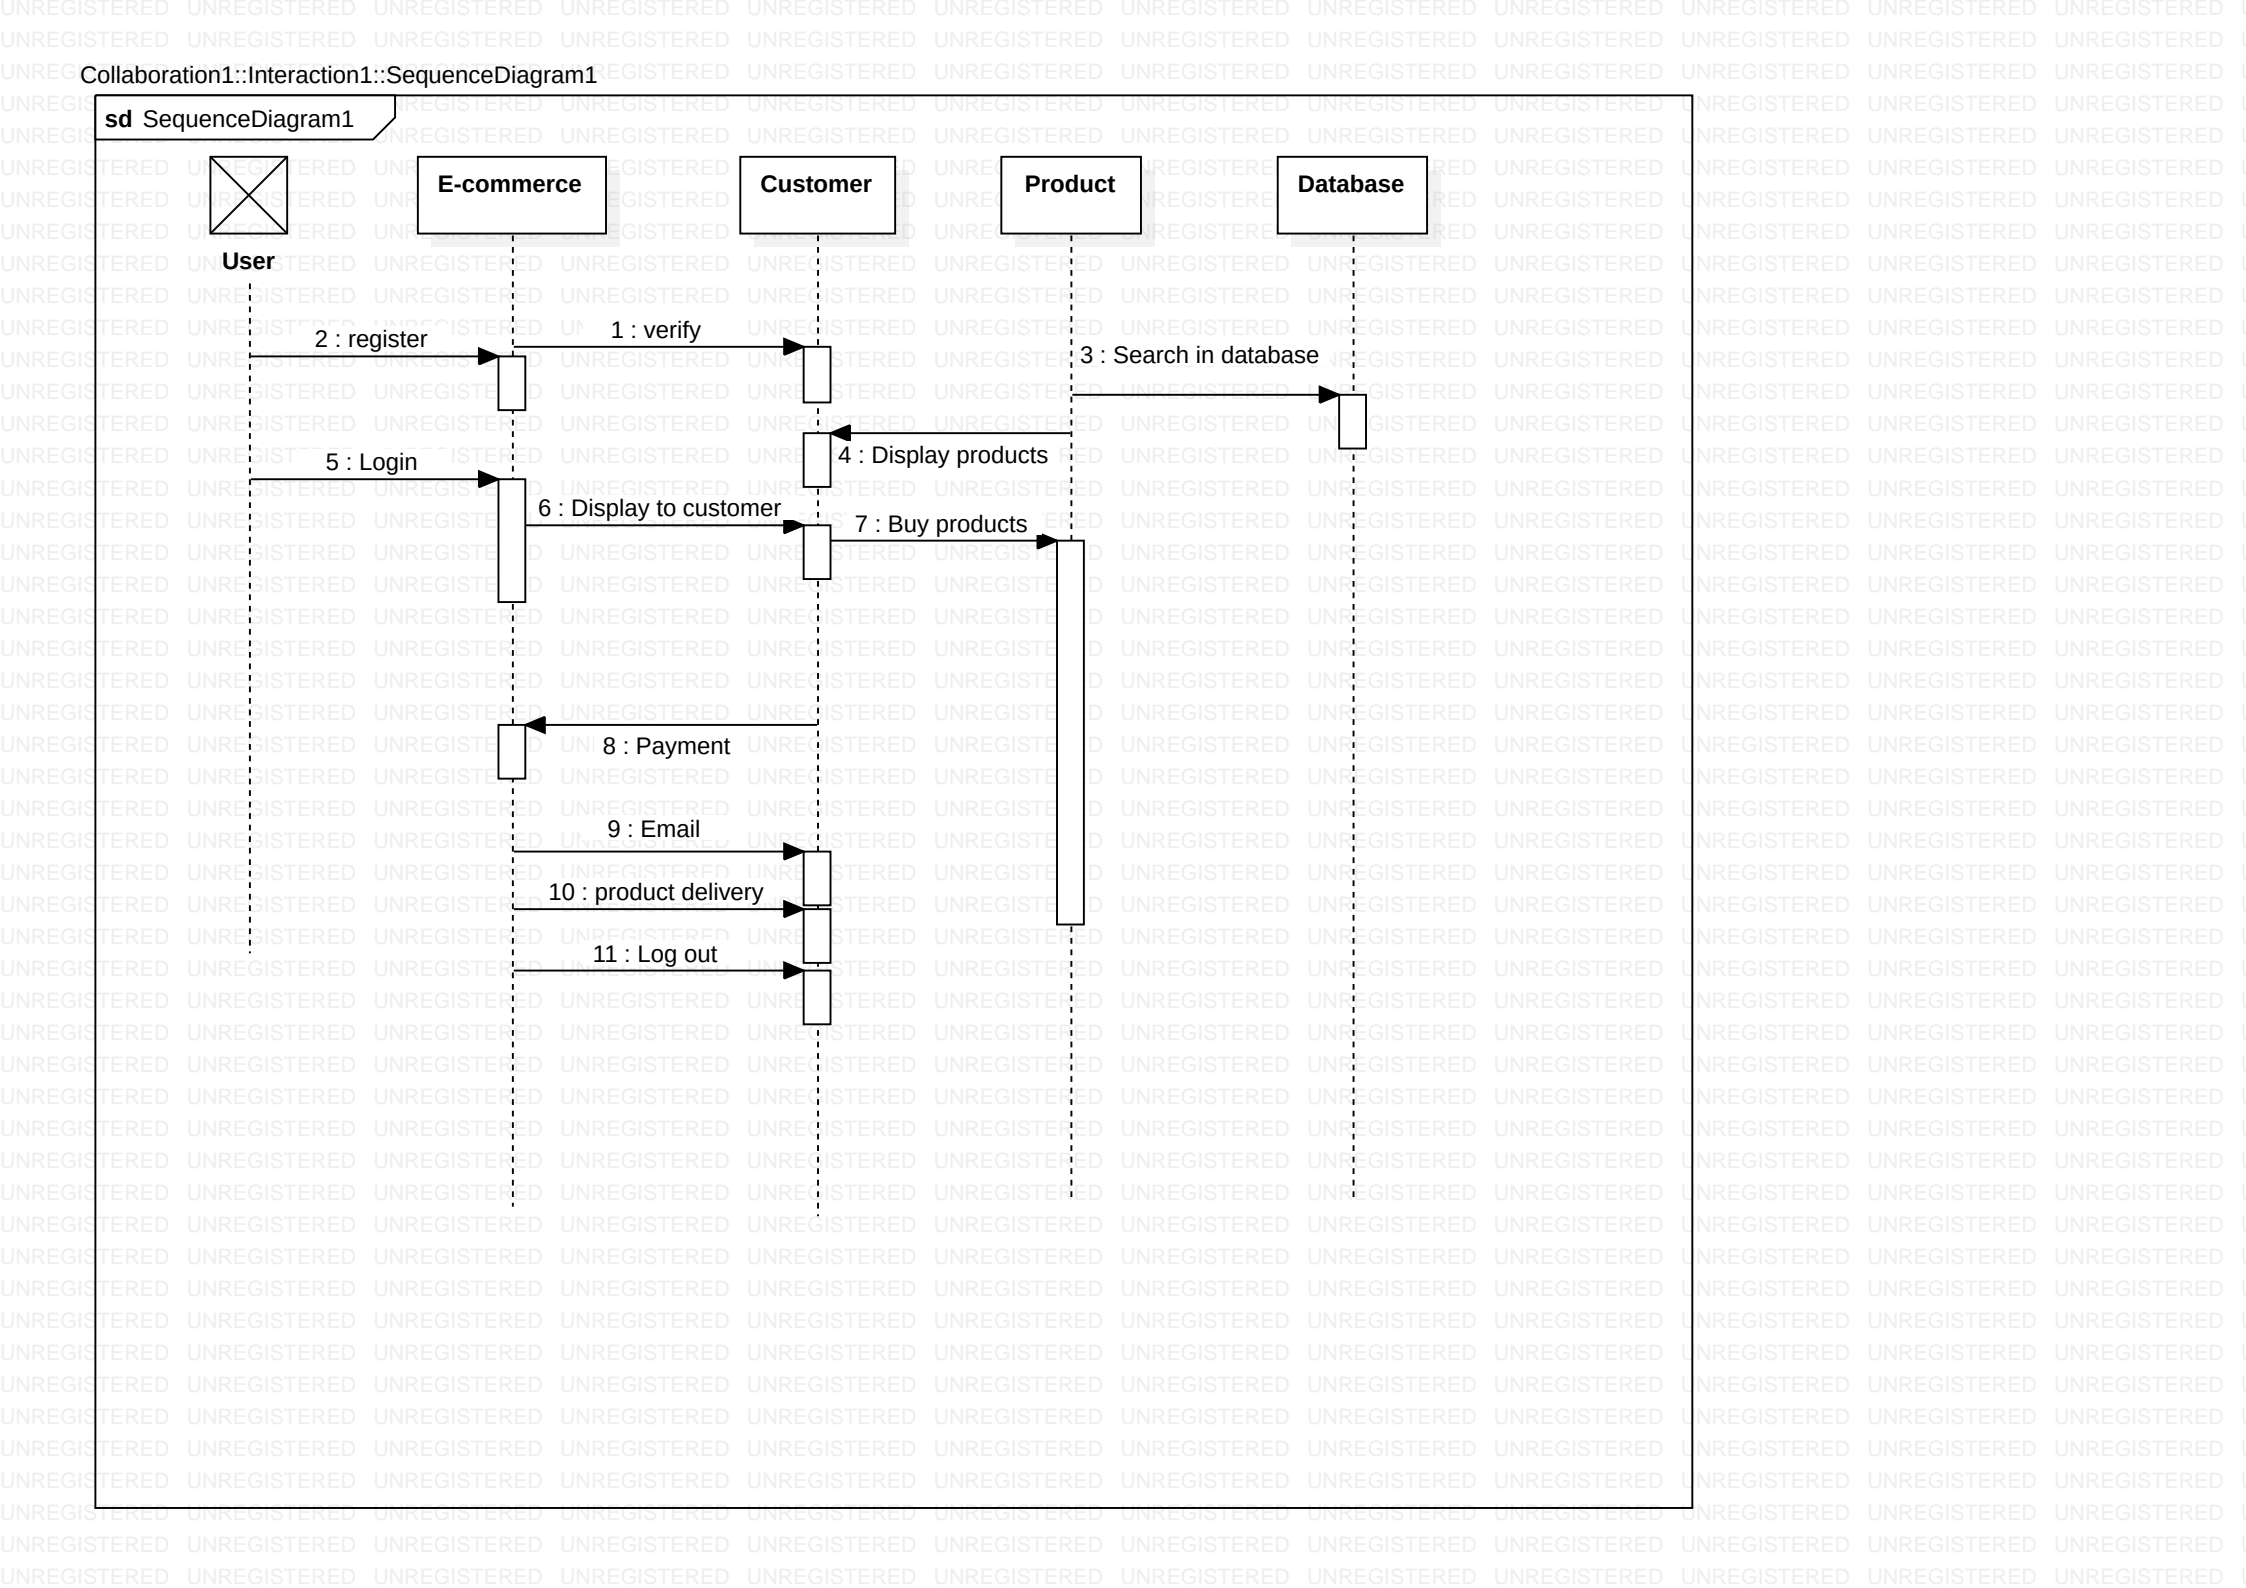 Collaboration1::Interaction1::SequenceDiagram1
sd SequenceDiagram1
E-commerce
Customer
Product
Database
User
1 : verify
2 : register
3 : Search in database
4 : Display products
5 : Login
6 : Display to customer
7 : Buy products
8 : Payment
9 : Email
10 : product delivery
11 : Log out
UNREGISTERED